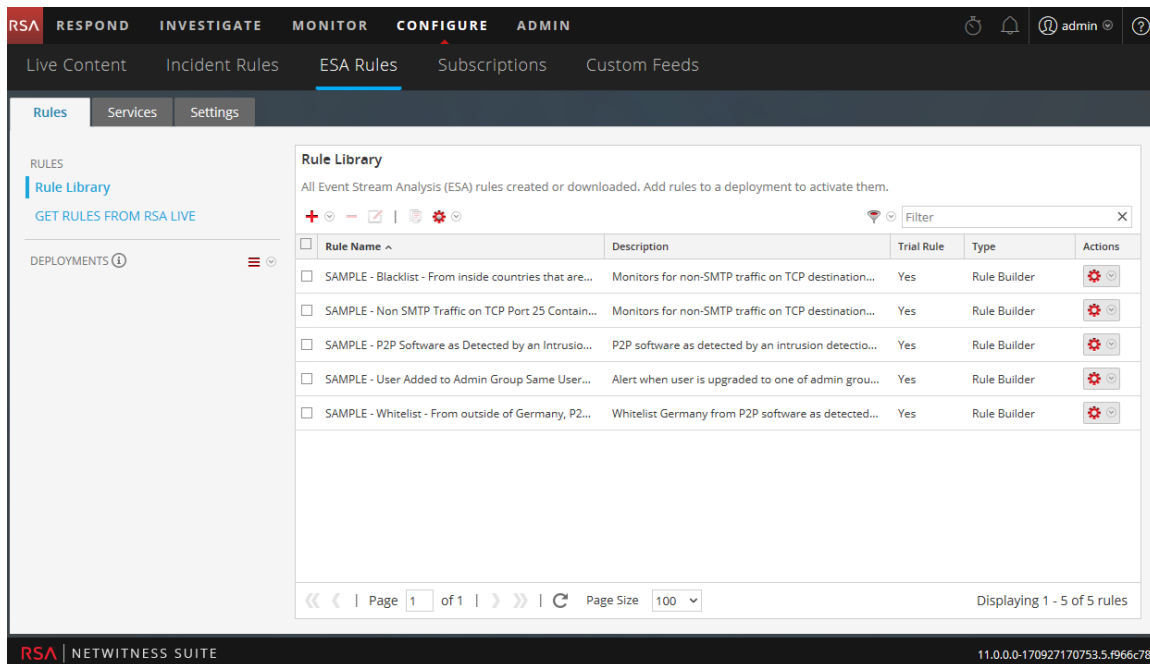 RSA RESPOND INVESTIGATE MONITOR CONFIGURE ADMIN admin
Live Content Incident Rules ESA Rules Subscriptions Custom Feeds
Rules Services Settings
RULES
Rule Library
GET RULES FROM RSA LIVE
DEPLOYMENTS
Rule Library
All Event Stream Analysis (ESA) rules created or downloaded. Add rules to a deployment to activate them.
Filter
Rule Name Description Trial Rule Type Actions
SAMPLE - Blacklist - From inside countries that are... Monitors for non-SMTP traffic on TCP destination... Yes Rule Builder
SAMPLE - Non SMTP Traffic on TCP Port 25 Contain... Monitors for non-SMTP traffic on TCP destination... Yes Rule Builder
SAMPLE - P2P Software as Detected by an Intrusio... P2P software as detected by an intrusion detectio... Yes Rule Builder
SAMPLE - User Added to Admin Group Same User... Alert when user is upgraded to one of admin grou... Yes Rule Builder
SAMPLE - Whitelist - From outside of Germany, P2... Whitelist Germany from P2P software as detected... Yes Rule Builder
Page 1 of 1 Page Size 100 Displaying 1 - 5 of 5 rules
RSA | NETWITNESS SUITE 11.0.0.0-170927170753.5.f966c78